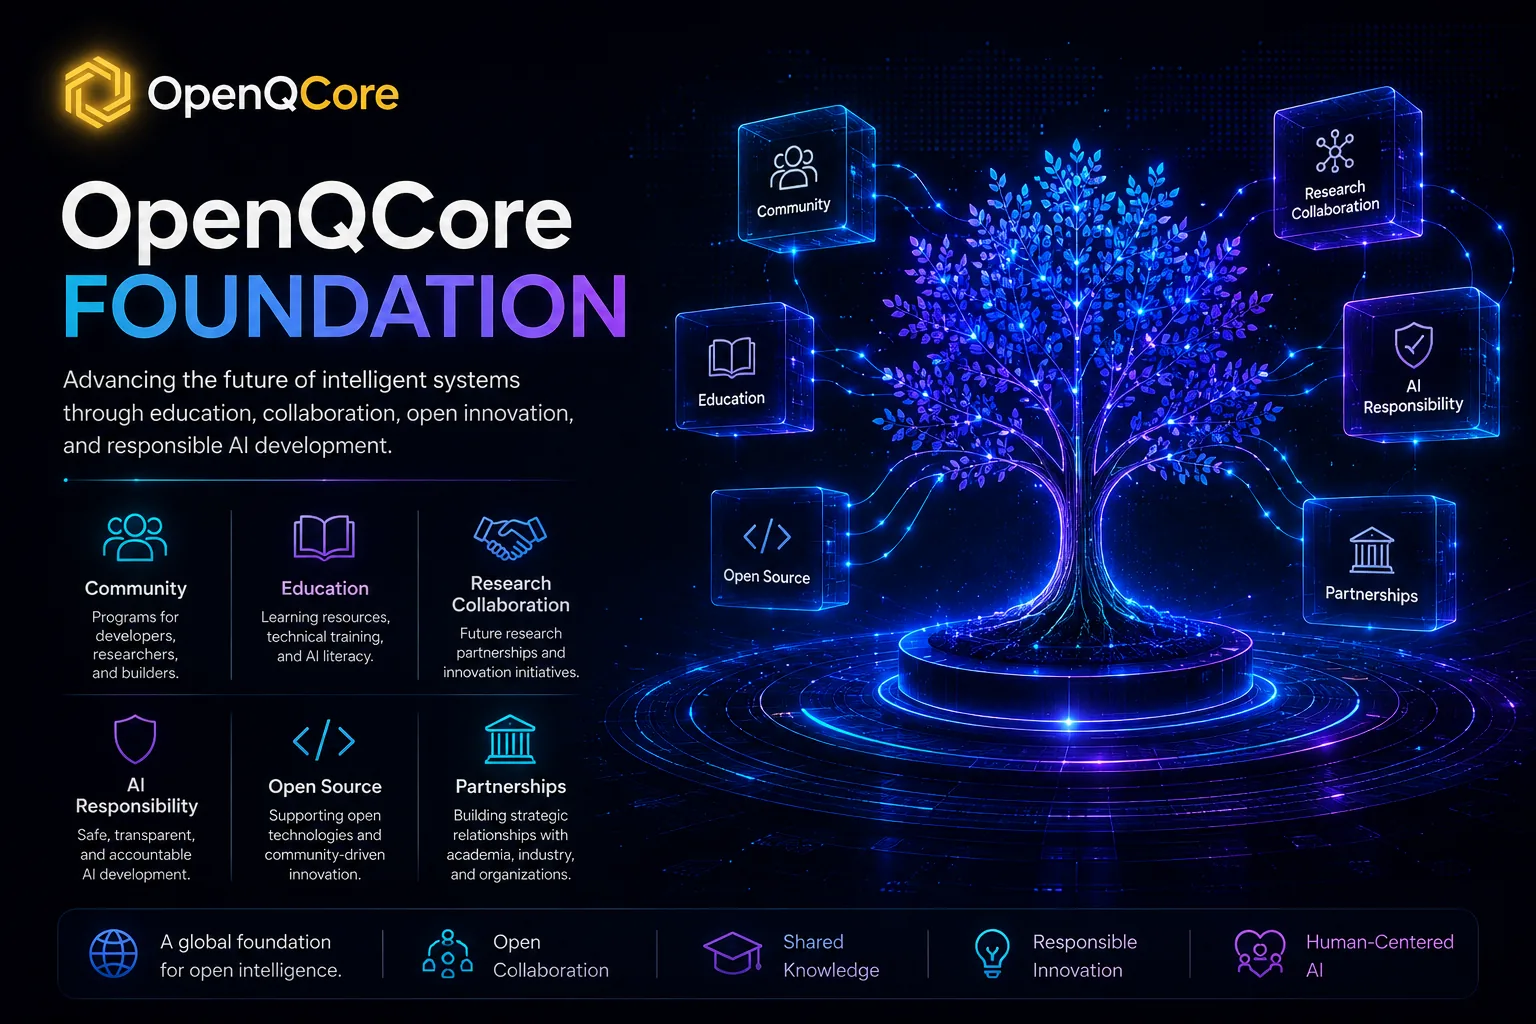 OpenQCore
OpenQCore
FOUNDATION
Advancing the future of intelligent systems
through education, collaboration, open innovation,
and responsible AI development.
Community
Programs for
developers,
researchers,
and builders.
Education
Learning resources,
technical training,
and AI literacy.
Research
Collaboration
Future research
partnerships and
innovation initiatives.
AI
Responsibility
Safe, transparent,
and accountable
AI development.
Open Source
Supporting open
technologies and
community-driven
innovation.
Partnerships
Building strategic
relationships with
academia, industry,
and organizations.
Community
Education
Open Source
Research
Collaboration
AI
Responsibility
Partnerships
A global foundation
for open intelligence.
Open
Collaboration
Shared
Knowledge
Responsible
Innovation
Human-Centered
AI